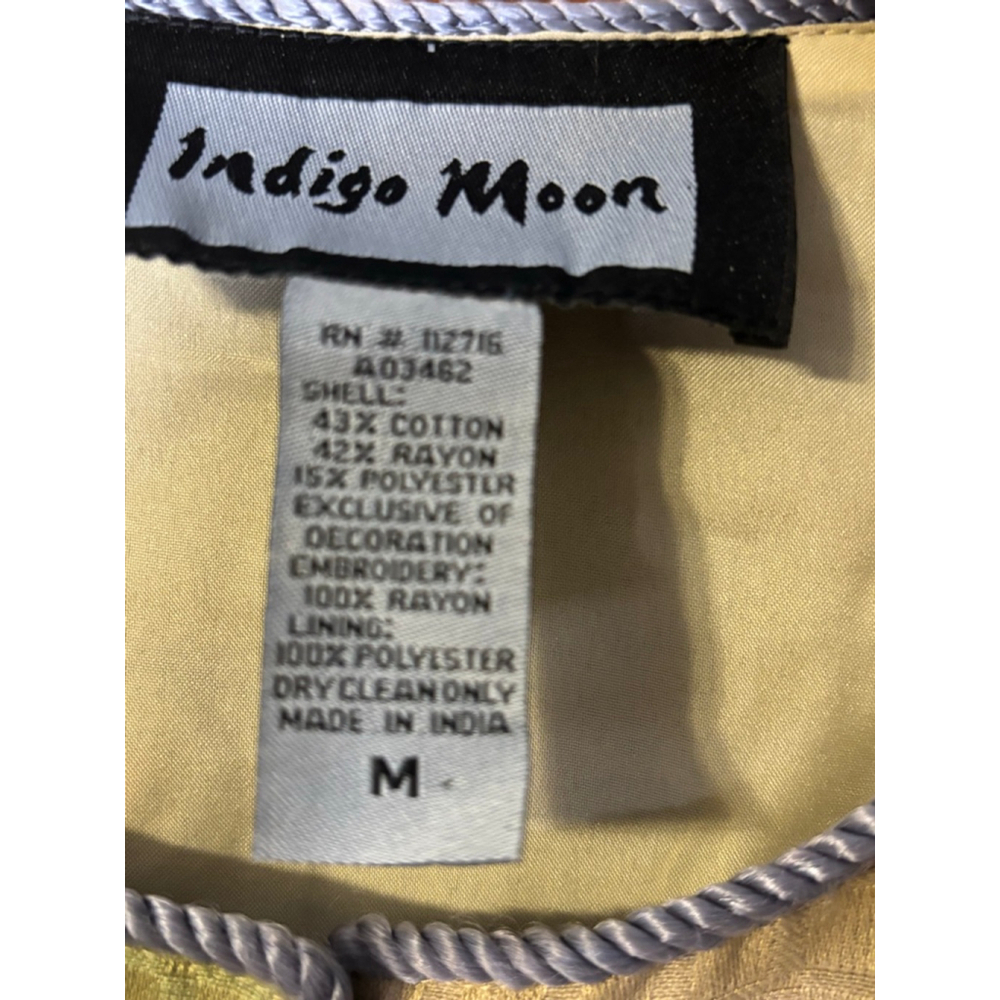 Indigo Moon
RN # 112716
A03462
SHELL:
43% COTTON
42% RAYON
15% POLYESTER
EXCLUSIVE OF
DECORATION
EMBROIDERY:
100% RAYON
LINING:
100% POLYESTER
DRY CLEAN ONLY
MADE IN INDIA
M